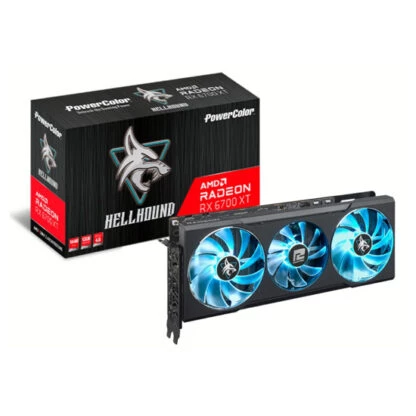 PowerColor
HELLHOUND
AMD
RADEON
RX 6700 XT
PowerColor
AMD
RADEON
RX 6700 XT